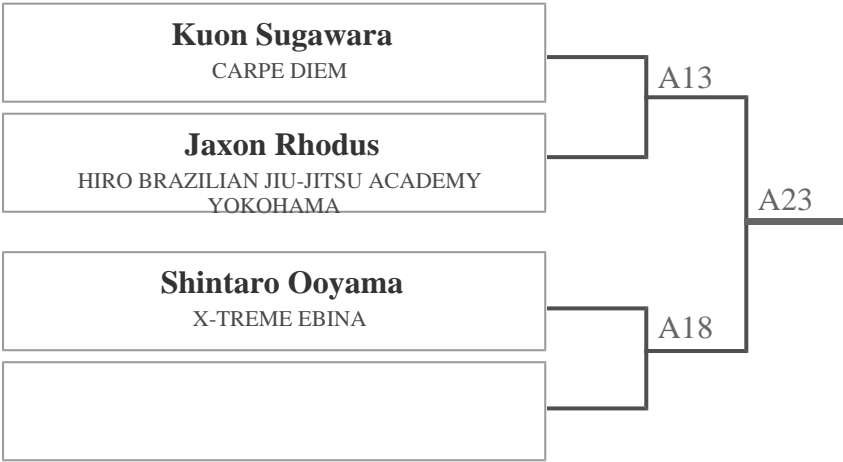 Kuon Sugawara
CARPE DIEM
A13
Jaxon Rhodus
HIRO BRAZILIAN JIU-JITSU ACADEMY
YOKOHAMA
A23
Shintaro Ooyama
X-TREME EBINA
A18